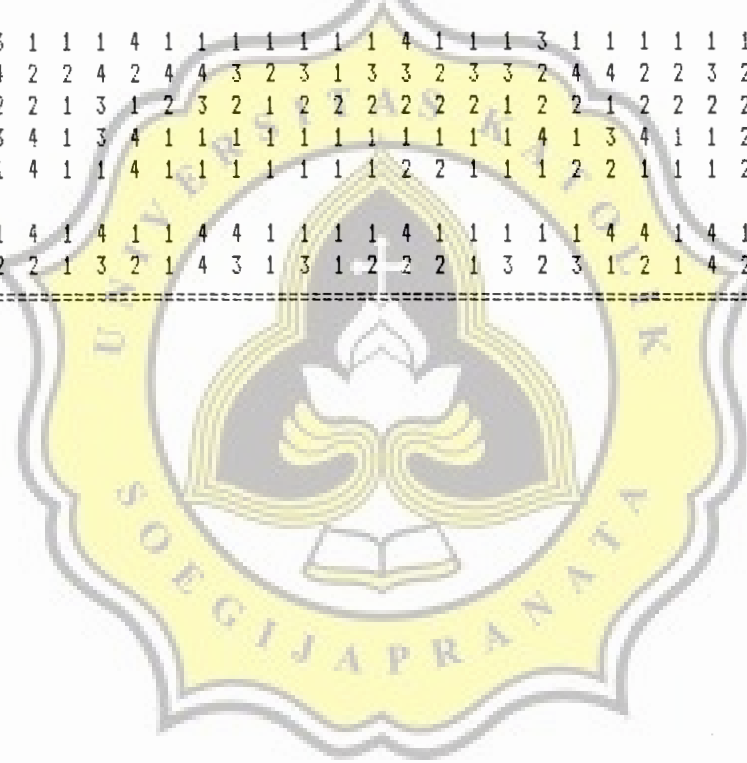 3 1 1 1 4 1 1 1 1 1 1 1 4 1 1 1 3 1 1 1 1 1 1
4 2 2 4 2 4 4 3 2 3 1 3 3 2 3 3 2 4 4 2 2 3 2
2 2 1 3 1 2 3 2 1 2 2 2 2 2 2 1 2 2 1 2 2 2 2
3 4 1 3 4 1 1 1 1 1 1 1 1 1 1 1 4 1 3 4 1 1 2
4 1 1 4 1 1 1 1 1 1 1 2 2 1 1 1 2 2 1 1 1 2
1 4 1 4 1 1 4 4 1 1 1 1 4 1 1 1 1 1 4 4 1 4 1
2 2 1 3 2 1 4 3 1 3 1 2 2 2 1 3 2 3 1 2 1 4 2
UNIVERSITAS KATOLIK
SOEGIJAPRANATA